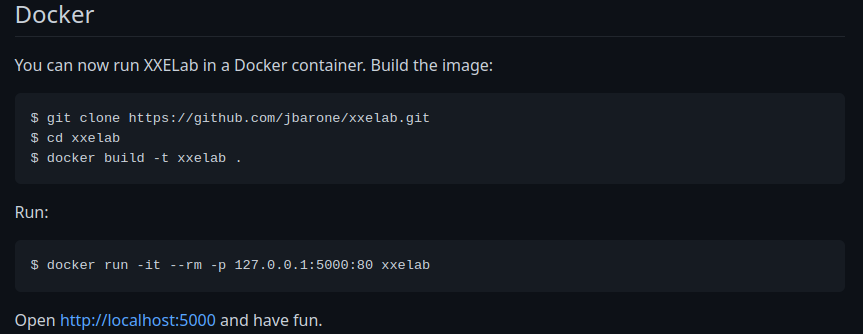 Docker
You can now run XXELab in a Docker container. Build the image:
$ git clone https://github.com/jbarone/xxelab.git
$ cd xxelab
$ docker build -t xxelab .
Run:
$ docker run -it --rm -p 127.0.0.1:5000:80 xxelab
Open http://localhost:5000 and have fun.